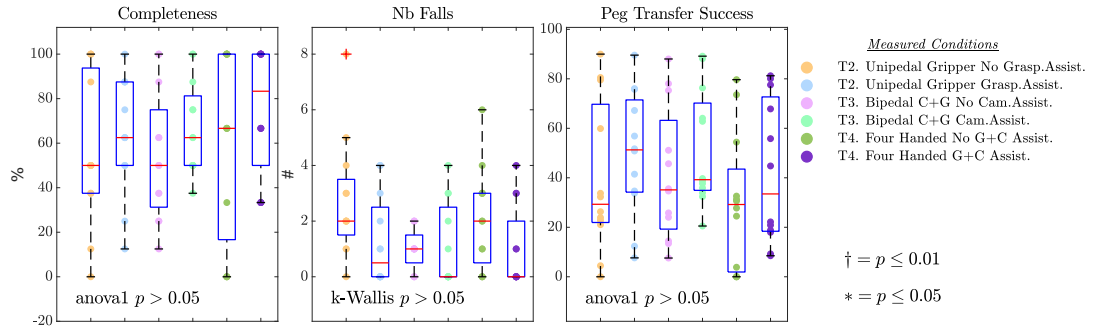 Completeness
Nb Falls
Peg Transfer Success
%
100
80
60
40
20
0
-20
anova1 p > 0.05
#
8
6
4
2
0
k-Wallis p > 0.05
100
80
60
40
20
0
anova1 p > 0.05
Measured Conditions
T2. Unipedal Gripper No Grasp.Assist.
T2. Unipedal Gripper Grasp.Assist.
T3. Bipedal C+G No Cam.Assist.
T3. Bipedal C+G Cam.Assist.
T4. Four Handed No G+C Assist.
T4. Four Handed G+C Assist.
† = p ≤ 0.01
* = p ≤ 0.05